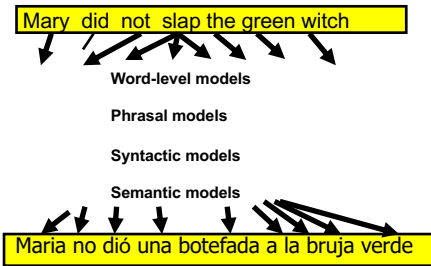 Mary did not slap the green witch
Word-level models
Phrasal models
Syntactic models
Semantic models
Maria no dió una botefada a la bruja verde